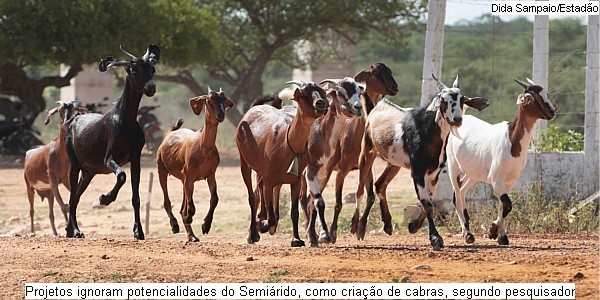 Dida Sampaio/Estadão
Projetos ignoram potencialidades do Semiárido, como criação de cabras, segundo pesquisador